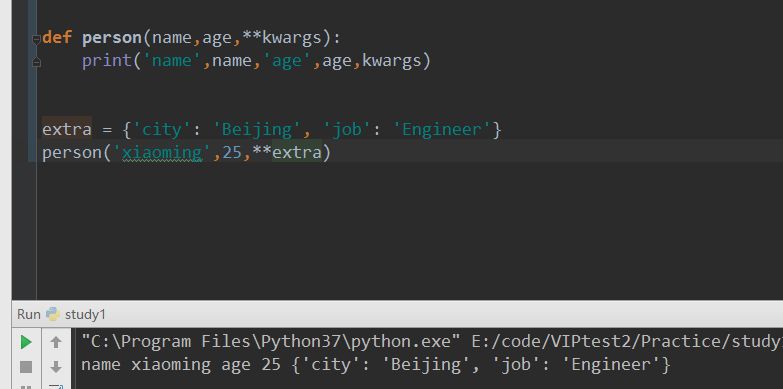 def person(name,age,**kwargs):
    print('name',name,'age',age,kwargs)
extra = {'city': 'Beijing', 'job': 'Engineer'}
person('xiaoming',25,**extra)
Run study1
"C:\Program Files\Python37\python.exe" E:/code/VIPtest2/Practice/study
name xiaoming age 25 {'city': 'Beijing', 'job': 'Engineer'}